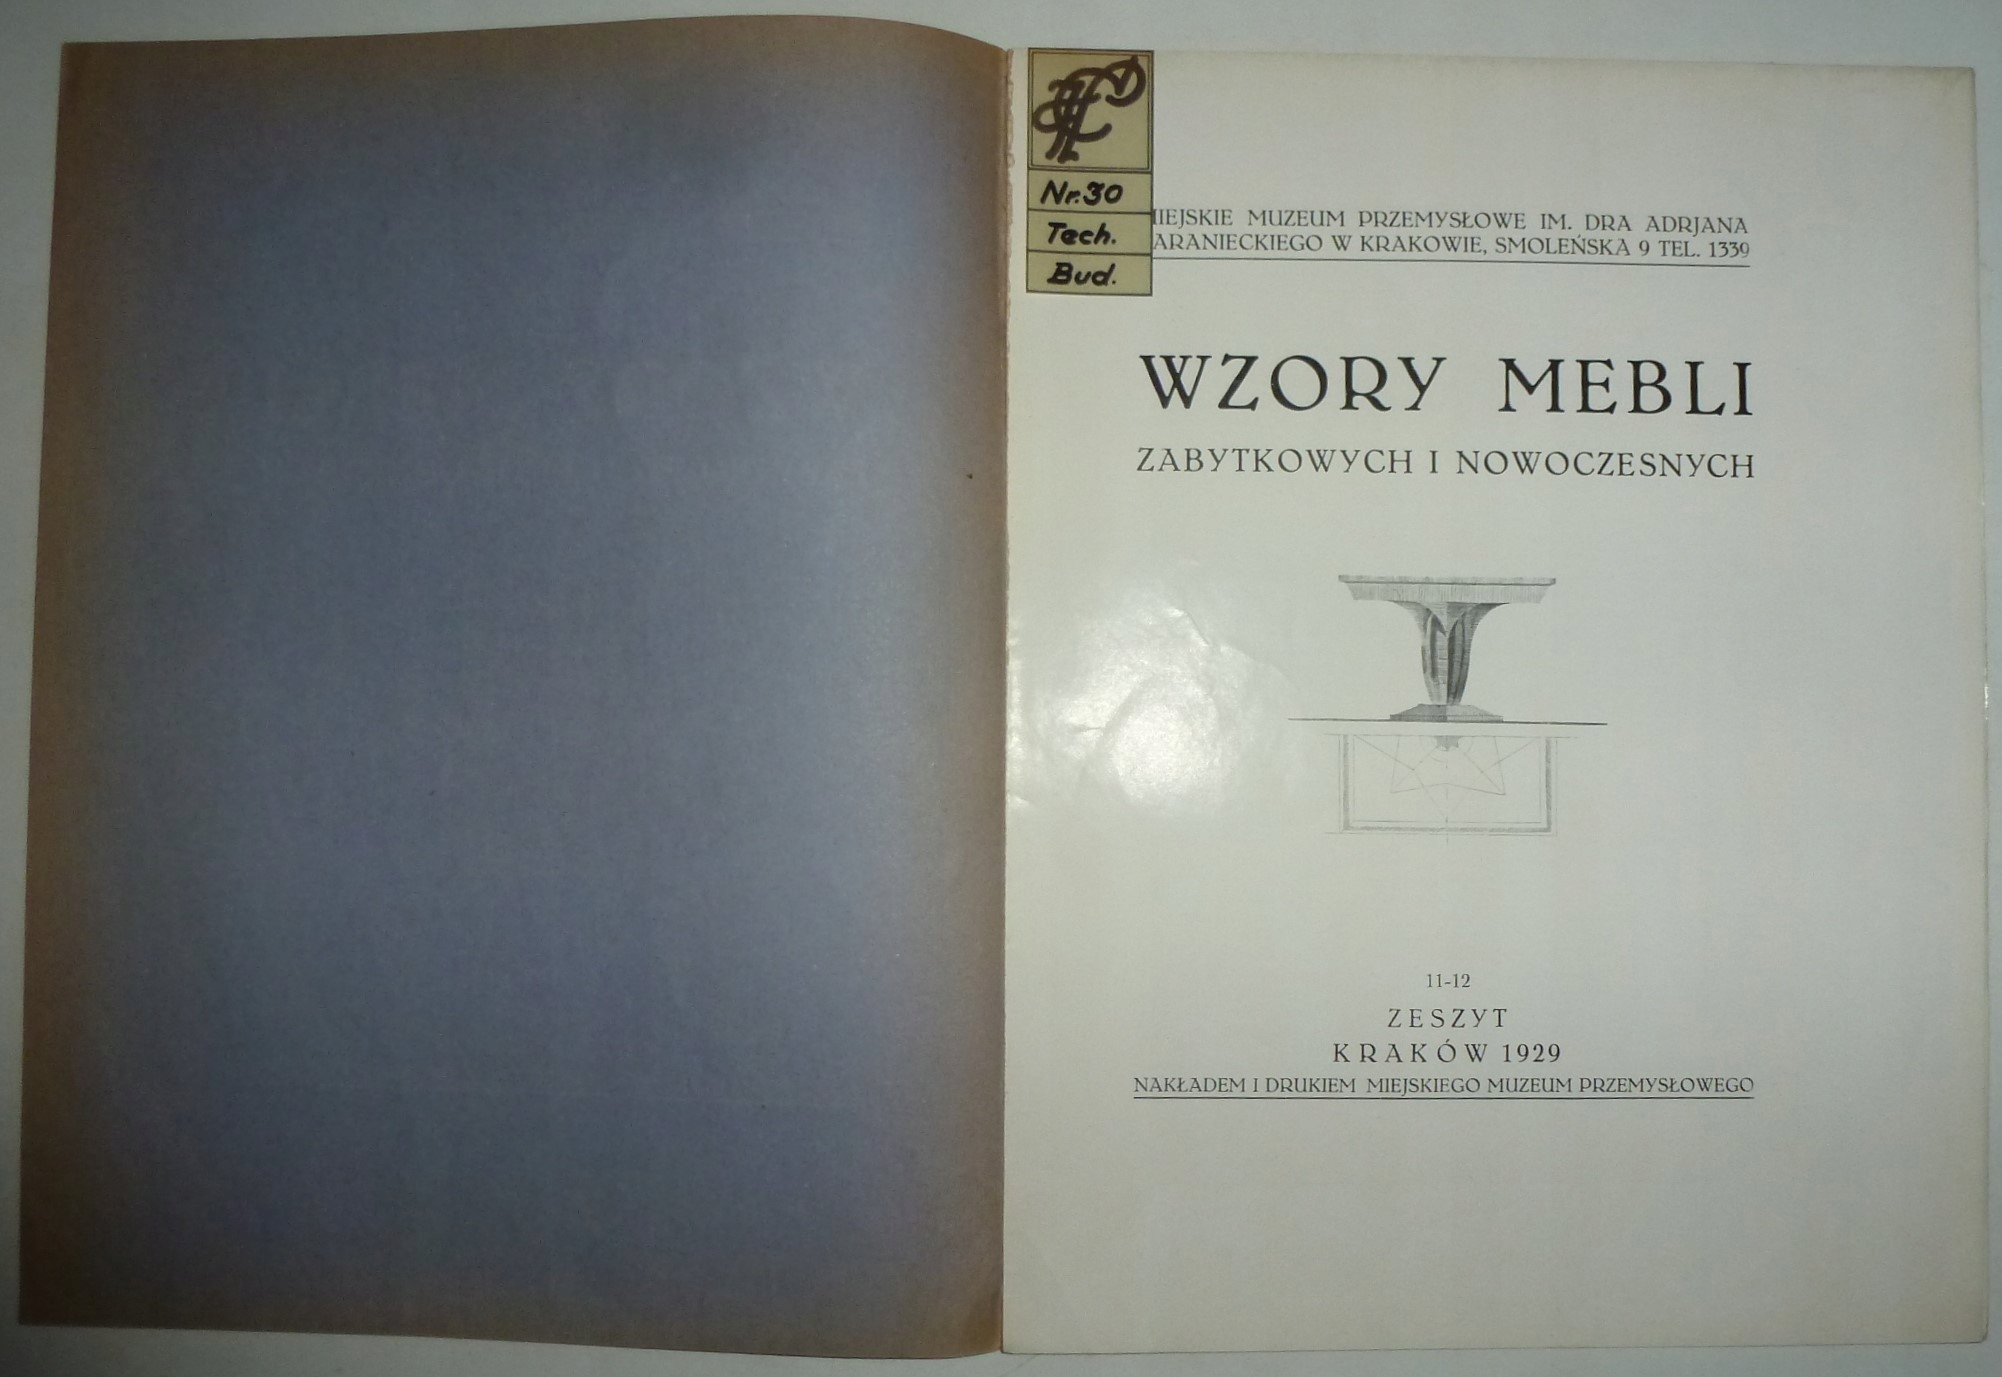 Nr. 30
Tech.
Bud.
MIEJSKIE MUZEUM PRZEMYSŁOWE IM. DRA ADRJANA
ARANIECKIEGO W KRAKOWIE, SMOLEŃSKA 9 TEL. 1339
WZORY MEBLI
ZABYTKOWYCH I NOWOCZESNYCH
11-12
ZESZYT
KRAKÓW 1929
NAKŁADEM I DRUKIEM MIEJSKIEGO MUZEUM PRZEMYSŁOWEGO